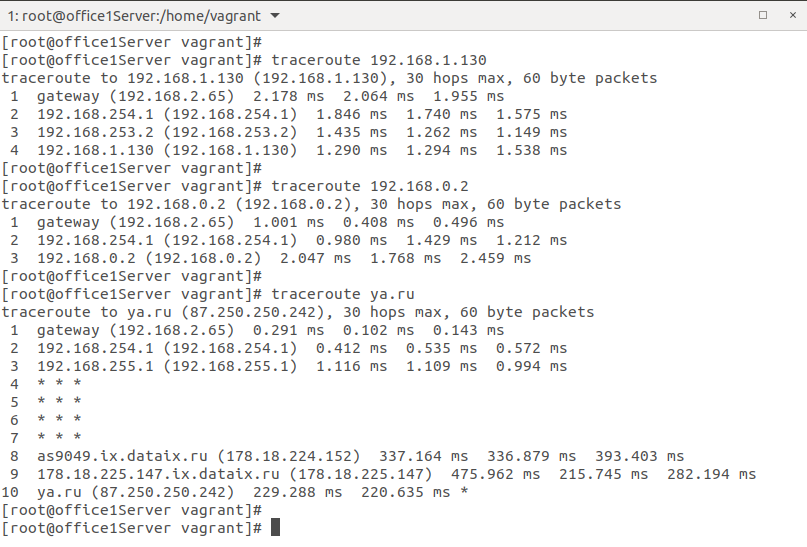 1: root@office1Server:/home/vagrant
[root@office1Server vagrant]#
[root@office1Server vagrant]# traceroute 192.168.1.130
traceroute to 192.168.1.130 (192.168.1.130), 30 hops max, 60 byte packets
 1  gateway (192.168.2.65)  2.178 ms  2.064 ms  1.955 ms
 2  192.168.254.1 (192.168.254.1)  1.846 ms  1.740 ms  1.575 ms
 3  192.168.253.2 (192.168.253.2)  1.435 ms  1.262 ms  1.149 ms
 4  192.168.1.130 (192.168.1.130)  1.290 ms  1.294 ms  1.538 ms
[root@office1Server vagrant]#
[root@office1Server vagrant]# traceroute 192.168.0.2
traceroute to 192.168.0.2 (192.168.0.2), 30 hops max, 60 byte packets
 1  gateway (192.168.2.65)  1.001 ms  0.408 ms  0.496 ms
 2  192.168.254.1 (192.168.254.1)  0.980 ms  1.429 ms  1.212 ms
 3  192.168.0.2 (192.168.0.2)  2.047 ms  1.768 ms  2.459 ms
[root@office1Server vagrant]#
[root@office1Server vagrant]# traceroute ya.ru
traceroute to ya.ru (87.250.250.242), 30 hops max, 60 byte packets
 1  gateway (192.168.2.65)  0.291 ms  0.102 ms  0.143 ms
 2  192.168.254.1 (192.168.254.1)  0.412 ms  0.535 ms  0.572 ms
 3  192.168.255.1 (192.168.255.1)  1.116 ms  1.109 ms  0.994 ms
 4  * * *
 5  * * *
 6  * * *
 7  * * *
 8  as9049.ix.dataix.ru (178.18.224.152)  337.164 ms  336.879 ms  393.403 ms
 9  178.18.225.147.ix.dataix.ru (178.18.225.147)  475.962 ms  215.745 ms  282.194 ms
10  ya.ru (87.250.250.242)  229.288 ms  220.635 ms *
[root@office1Server vagrant]#
[root@office1Server vagrant]#